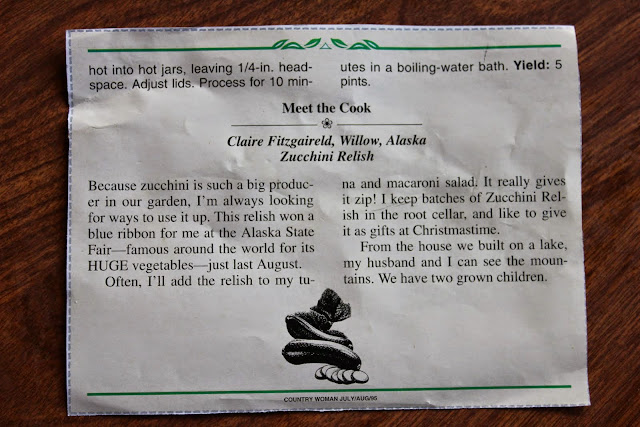 hot into hot jars, leaving 1/4-in. head-
space. Adjust lids. Process for 10 min-
utes in a boiling-water bath. Yield: 5
pints.
Meet the Cook
Claire Fitzgaireld, Willow, Alaska
Zucchini Relish
Because zucchini is such a big produc-
er in our garden, I'm always looking
for ways to use it up. This relish won a
blue ribbon for me at the Alaska State
Fair—famous around the world for its
HUGE vegetables—just last August.
Often, I'll add the relish to my tu-
na and macaroni salad. It really gives
it zip! I keep batches of Zucchini Rel-
ish in the root cellar, and like to give
it as gifts at Christmastime.
From the house we built on a lake,
my husband and I can see the moun-
tains. We have two grown children.
COUNTRY WOMAN JULY/AUG/95